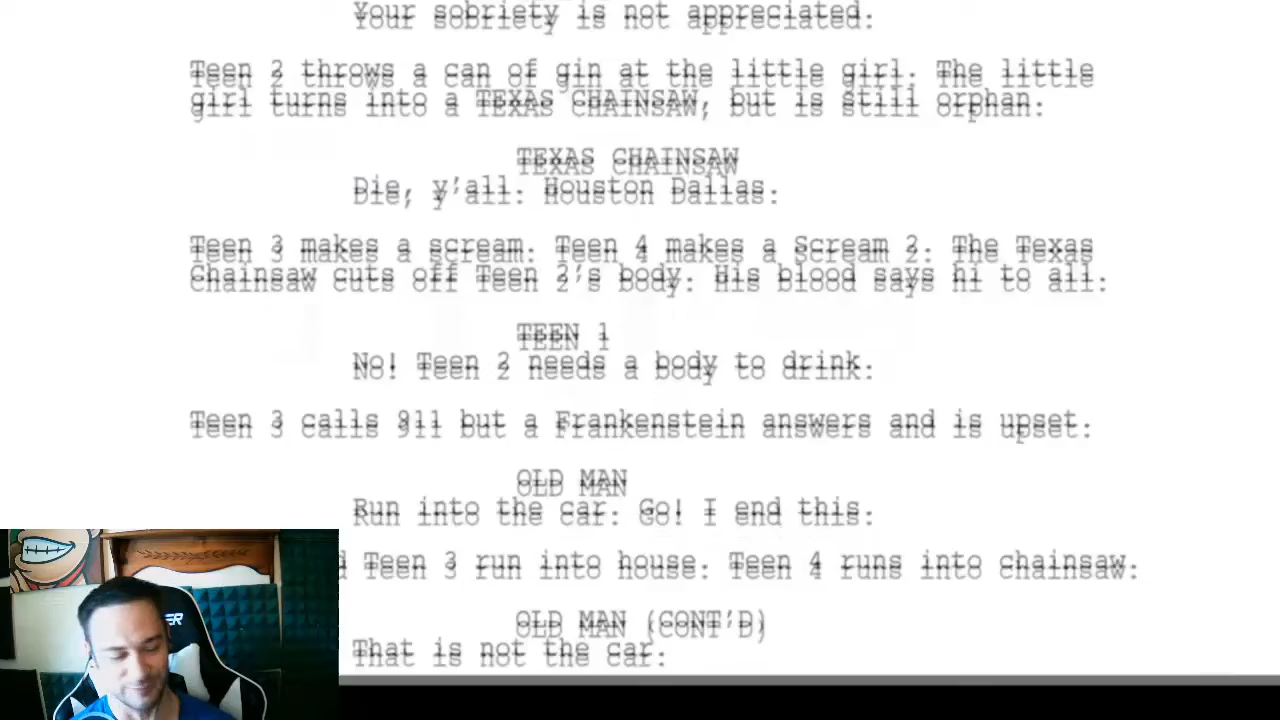 Your sobriety is not appreciated.
Teen 2 throws a can of gin at the little girl. The little
girl turns into a TEXAS CHAINSAW, but is still orphan.
TEXAS CHAINSAW
Die, y'all. Houston Dallas.
Teen 3 makes a scream. Teen 4 makes a Scream 2. The Texas
Chainsaw cuts off Teen 2's body. His blood says hi to all.
TEEN 1
No! Teen 2 needs a body to drink.
Teen 3 calls 911 but a Frankenstein answers and is upset.
OLD MAN
Run into the car. Go! I end this.
Teen 3 run into house. Teen 4 runs into chainsaw.
OLD MAN (CONT'D)
That is not the car.